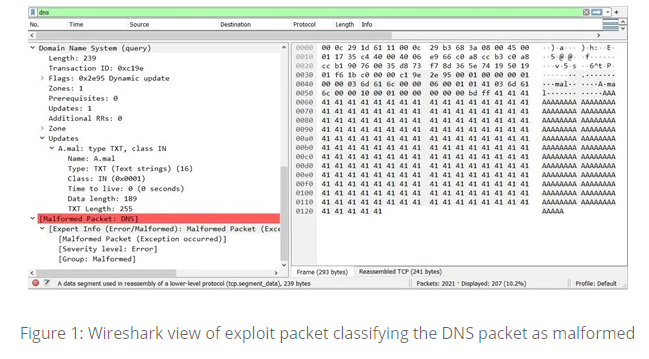 dns
No. Time Source Destination Protocol Length Info
Domain Name System (query)
Length: 239
Transaction ID: 0xc19e
Flags: 0x2e95 Dynamic update
Zones: 1
Prerequisites: 0
Updates: 1
Additional RRs: 0
Zone
Updates
A.mal: type TXT, class IN
Name: A.mal
Type: TXT (Text strings) (16)
Class: IN (0x0001)
Time to live: 0 (0 seconds)
Data length: 189
TXT Length: 255
[Malformed Packet: DNS]
[Expert Info (Error/Malformed): Malformed Packet (Exce
[Malformed Packet (Exception occurred)]
[Severity level: Error]
[Group: Malformed]
0000 00 0c 29 1d 61 11 00 0c 29 b3 68 3a 08 00 45 00
0010 01 17 35 c4 40 00 40 06 e9 66 c0 a8 cc b3 c0 a8
0020 cc b1 90 76 00 35 d8 73 f7 8d 36 5e 74 19 50 19
0030 01 f6 1b c0 00 00 c1 9e 2e 95 00 01 00 00 00 01
0040 00 00 03 6d 61 6c 00 00 06 00 01 01 41 03 6d 61
0050 6c 00 00 10 00 01 00 00 00 00 00 bd ff 41 41 41
0060 41 41 41 41 41 41 41 41 41 41 41 41 41 41 41 41
0070 41 41 41 41 41 41 41 41 41 41 41 41 41 41 41 41
0080 41 41 41 41 41 41 41 41 41 41 41 41 41 41 41 41
0090 41 41 41 41 41 41 41 41 41 41 41 41 41 41 41 41
00a0 41 41 41 41 41 41 41 41 41 41 41 41 41 41 41 41
00b0 41 41 41 41 41 41 41 41 41 41 41 41 41 41 41 41
00c0 41 41 41 41 41 41 41 41 41 41 41 41 41 41 41 41
00d0 41 41 41 41 41 41 41 41 41 41 41 41 41 41 41 41
00e0 41 41 41 41 41 41 41 41 41 41 41 41 41 41 41 41
00f0 41 41 41 41 41 41 41 41 41 41 41 41 41 41 41 41
0100 41 41 41 41 41 41 41 41 41 41 41 41 41 41 41 41
0110 41 41 41 41 41 41 41 41 41 41 41 41 41 41 41 41
0120 41 41 41 41 41
··)·a··· )·h:··E·
··5·@·@· ·f······
···v·5·s ··6^t·P·
········ ········
···mal·· ····A·ma
l······· ·····AAA
AAAAAAAA AAAAAAAA
AAAAAAAA AAAAAAAA
AAAAAAAA AAAAAAAA
AAAAAAAA AAAAAAAA
AAAAAAAA AAAAAAAA
AAAAAAAA AAAAAAAA
AAAAAAAA AAAAAAAA
AAAAAAAA AAAAAAAA
AAAAAAAA AAAAAAAA
AAAAAAAA AAAAAAAA
AAAAAAAA AAAAAAAA
AAAAAAAA AAAAAAAA
AAAAA
Frame (293 bytes) Reassembled TCP (241 bytes)
A data segment used in reassembly of a lower-level protocol (tcp.segment_data), 239 bytes Packets: 2021 · Displayed: 207 (10.2%) Profile: Default
Figure 1: Wireshark view of exploit packet classifying the DNS packet as malformed